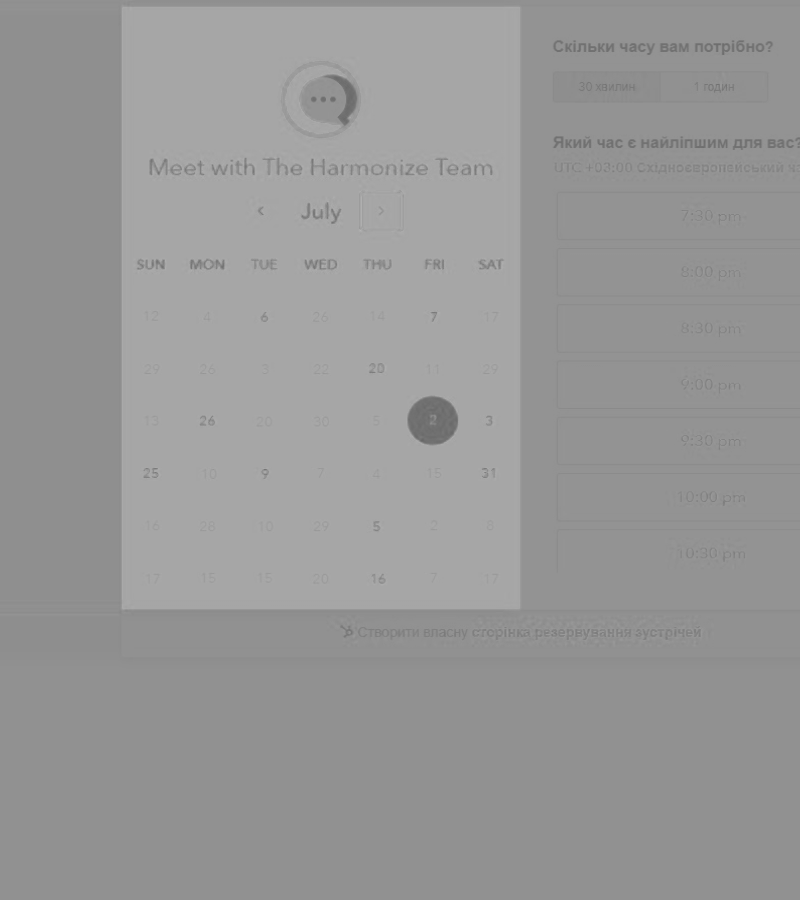 Meet with The Harmonize Team
July
SUN MON TUE WED THU FRI SAT
12 4 6 26 14 7 17
29 26 3 22 20 11 29
13 26 20 30 5 2 3
25 10 9 7 4 15 31
16 28 10 29 5 2 8
17 15 15 20 16 7 17
Скільки часу вам потрібно?
30 хвилин 1 годин
Який час є найліпшим для вас?
UTC +03:00 Східноєвропейський
7:30 pm
8:00 pm
8:30 pm
9:00 pm
9:30 pm
10:00 pm
10:30 pm
Створити власну сторінка резервування зустрічей